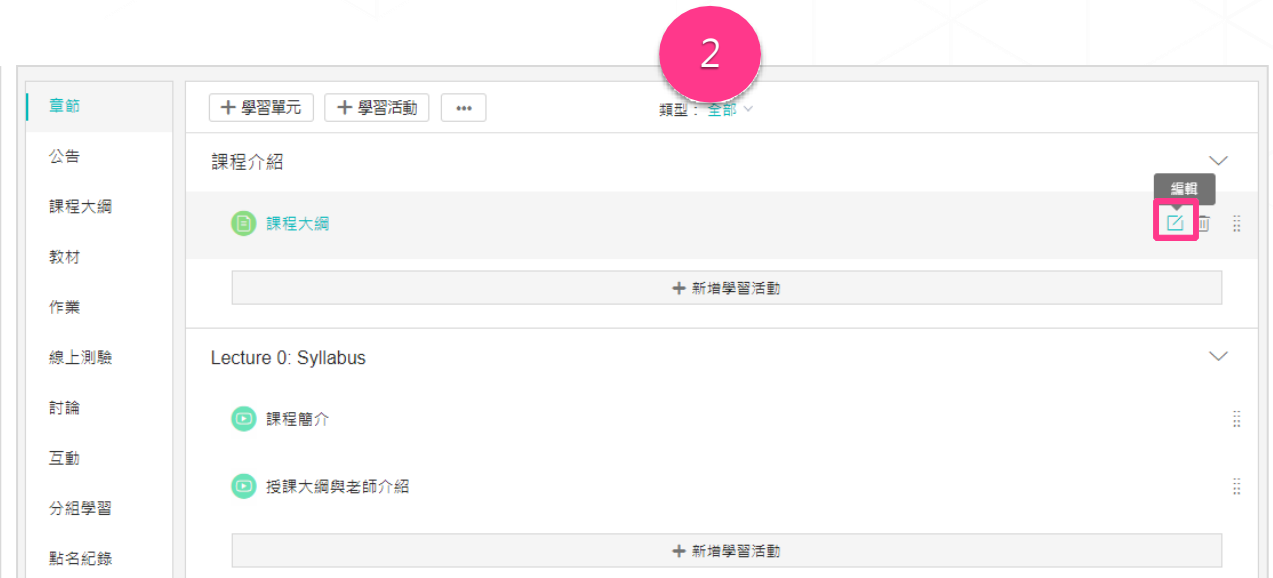 2
章節
公告
課程大綱
教材
作業
線上測驗
討論
互動
分組學習
點名紀錄
+ 學習單元 + 學習活動 •••
類型： 全部
課程介紹
編輯
課程大綱
+ 新增學習活動
Lecture 0: Syllabus
課程簡介
授課大綱與老師介紹
+ 新增學習活動